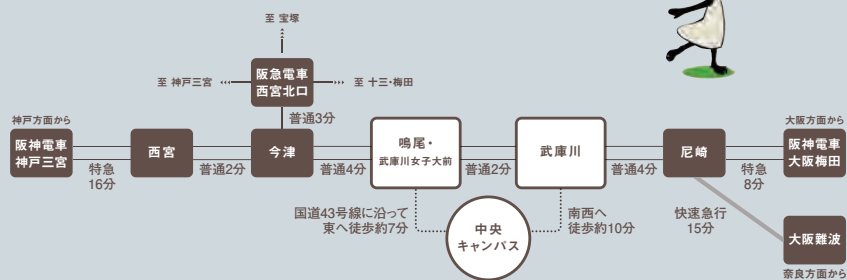 至 宝塚
阪急電車
西宮北口
至 神戸三宮
至 十三・梅田
普通3分
神戸方面から
阪神電車
神戸三宮
特急
16分
西宮
普通2分
今津
普通4分
鳴尾・
武庫川女子大前
普通2分
武庫川
普通4分
尼崎
特急
8分
大阪方面から
阪神電車
大阪梅田
国道43号線に沿って
東へ徒歩約7分
中央
キャンパス
南西へ
徒歩約10分
快速急行
15分
大阪難波
奈良方面から